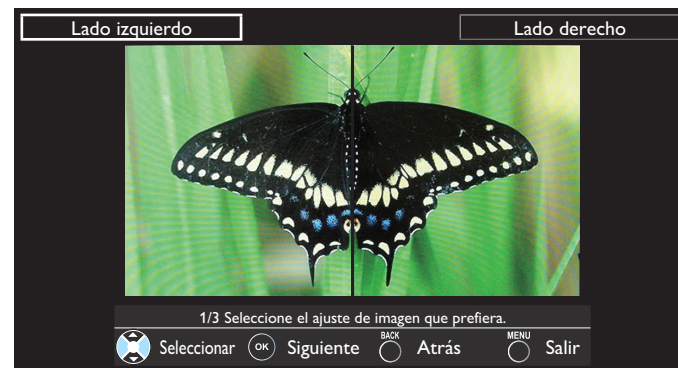 Lado izquierdo
Lado derecho
1/3 Seleccione el ajuste de imagen que prefiera.
Seleccionar OK Siguiente BACK Atrás MENU Salir